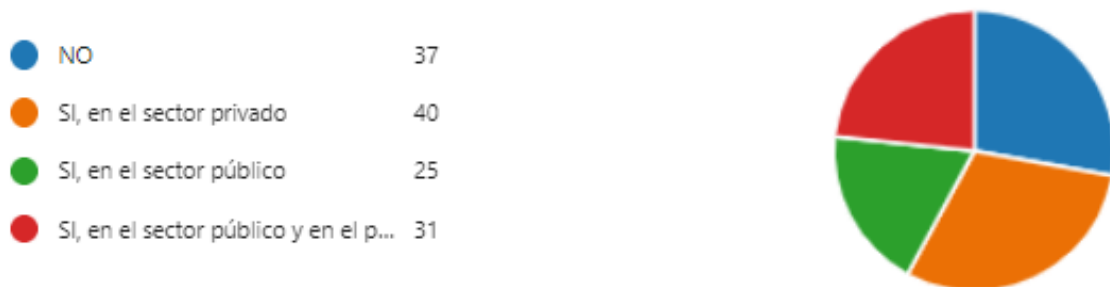 NO 37
SI, en el sector privado 40
SI, en el sector público 25
SI, en el sector público y en el p... 31